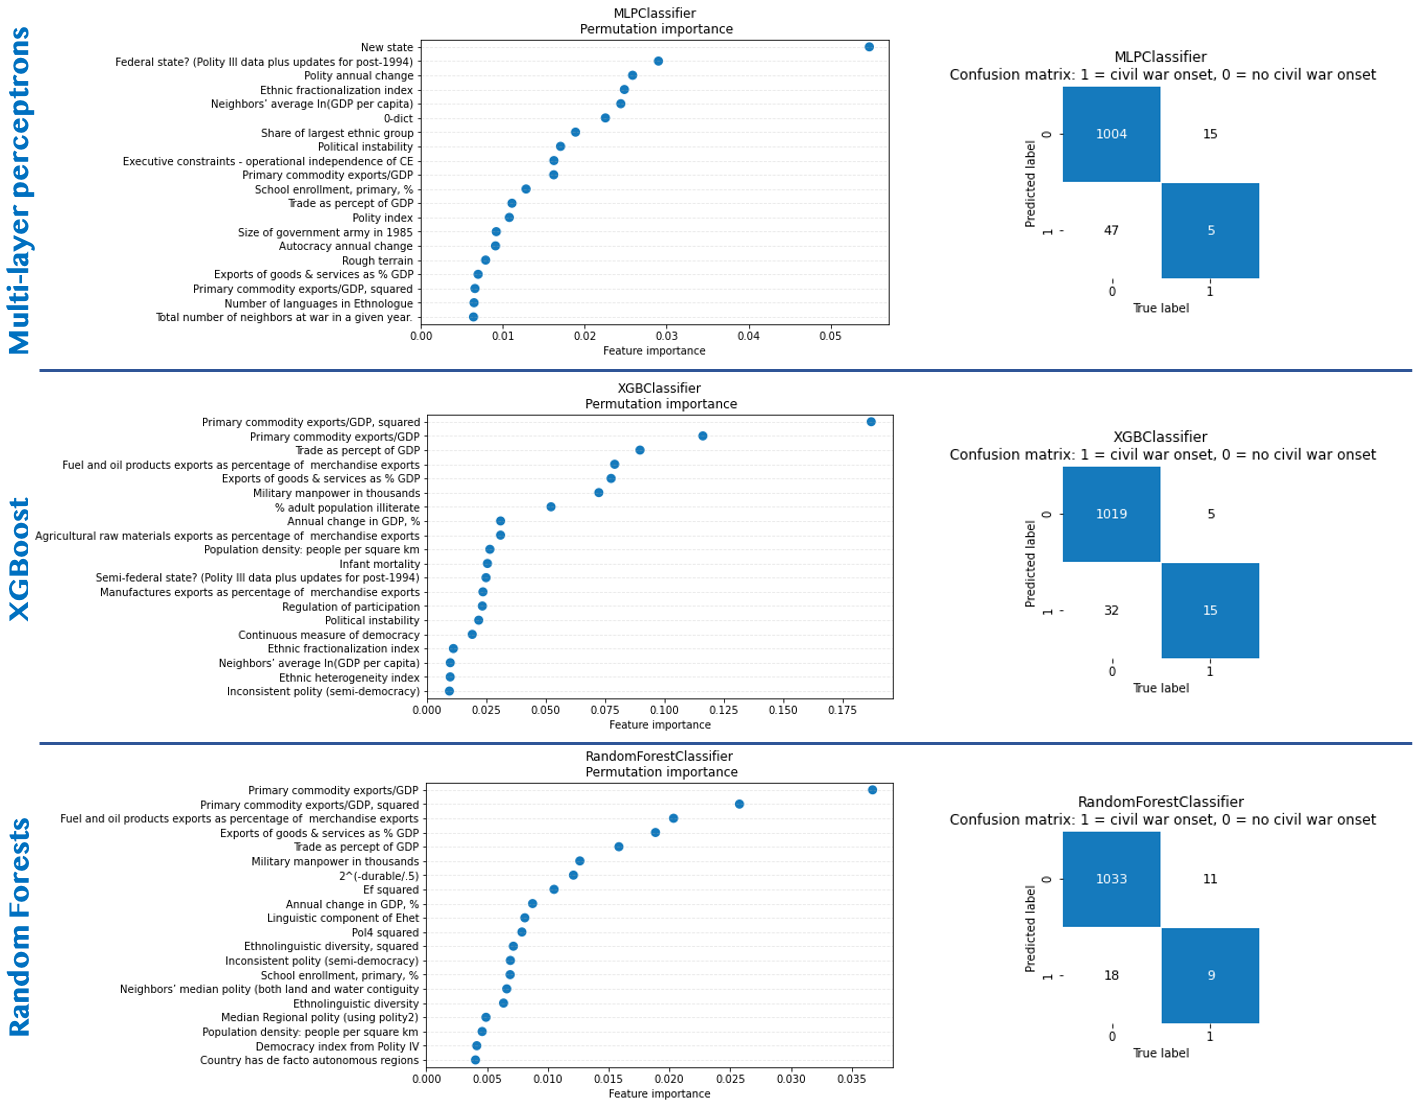 Multi-layer perceptrons
MLPClassifier
Permutation importance
New state
Federal state? (Polity III data plus updates for post-1994)
Polity annual change
Ethnic fractionalization index
Neighbors’ average ln(GDP per capita)
0-dict
Share of largest ethnic group
Political instability
Executive constraints - operational independence of CE
Primary commodity exports/GDP
School enrollment, primary, %
Trade as percept of GDP
Polity index
Size of government army in 1985
Autocracy annual change
Rough terrain
Exports of goods & services as % GDP
Primary commodity exports/GDP, squared
Number of languages in Ethnologue
Total number of neighbors at war in a given year.
0.00 0.01 0.02 0.03 0.04 0.05
Feature importance
MLPClassifier
Confusion matrix: 1 = civil war onset, 0 = no civil war onset
Predicted label
0
1004 15
1
47 5
0 1
True label
XGBoost
XGBClassifier
Permutation importance
Primary commodity exports/GDP, squared
Primary commodity exports/GDP
Trade as percept of GDP
Fuel and oil products exports as percentage of  merchandise exports
Exports of goods & services as % GDP
Military manpower in thousands
% adult population illiterate
Annual change in GDP, %
Agricultural raw materials exports as percentage of  merchandise exports
Population density: people per square km
Infant mortality
Semi-federal state? (Polity III data plus updates for post-1994)
Manufactures exports as percentage of  merchandise exports
Regulation of participation
Political instability
Continuous measure of democracy
Ethnic fractionalization index
Neighbors’ average ln(GDP per capita)
Ethnic heterogeneity index
Inconsistent polity (semi-democracy)
0.000 0.025 0.050 0.075 0.100 0.125 0.150 0.175
Feature importance
XGBClassifier
Confusion matrix: 1 = civil war onset, 0 = no civil war onset
Predicted label
0
1019 5
1
32 15
0 1
True label
Random Forests
RandomForestClassifier
Permutation importance
Primary commodity exports/GDP
Primary commodity exports/GDP, squared
Fuel and oil products exports as percentage of  merchandise exports
Exports of goods & services as % GDP
Trade as percept of GDP
Military manpower in thousands
2^(-durable/.5)
Ef squared
Annual change in GDP, %
Linguistic component of Ehet
Pol4 squared
Ethnolinguistic diversity, squared
Inconsistent polity (semi-democracy)
School enrollment, primary, %
Neighbors’ median polity (both land and water contiguity
Ethnolinguistic diversity
Median Regional polity (using polity2)
Population density: people per square km
Democracy index from Polity IV
Country has de facto autonomous regions
0.000 0.005 0.010 0.015 0.020 0.025 0.030 0.035
Feature importance
RandomForestClassifier
Confusion matrix: 1 = civil war onset, 0 = no civil war onset
Predicted label
0
1033 11
1
18 9
0 1
True label